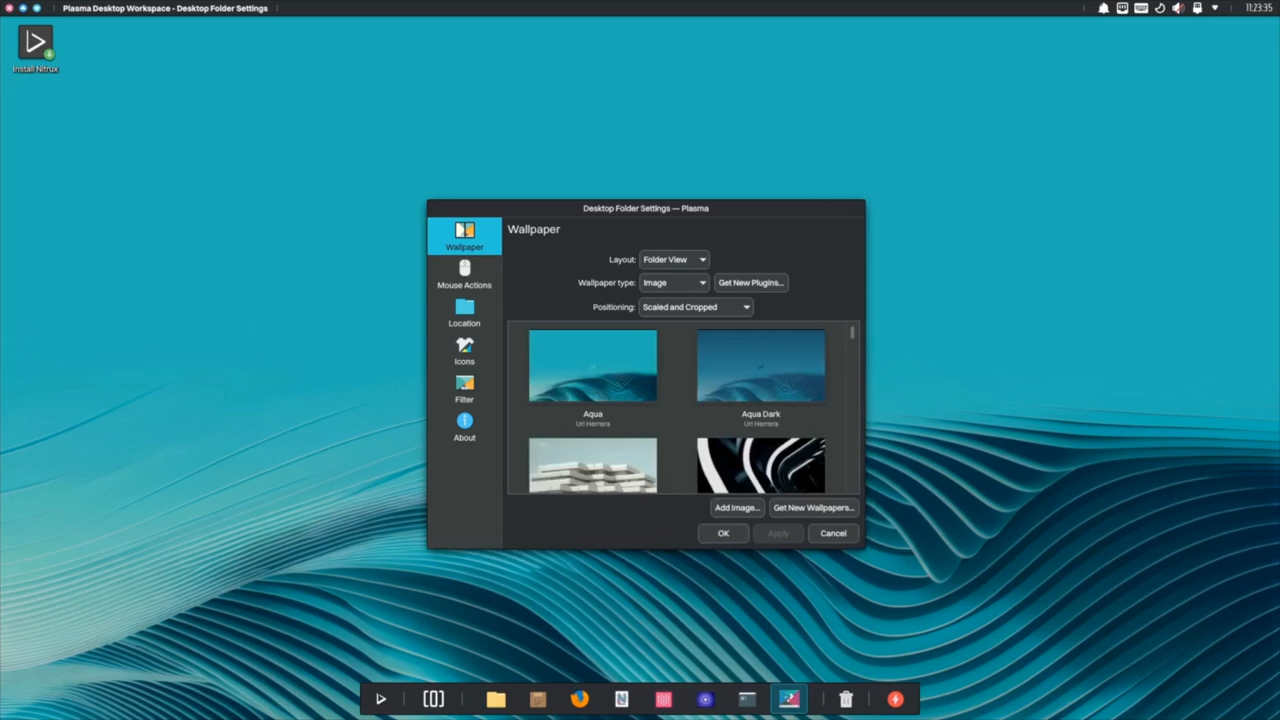 Plasma Desktop Workspace - Desktop Folder Settings
11:23:35
Install Nitrux
Desktop Folder Settings — Plasma
Wallpaper
Mouse Actions
Location
Icons
Filter
About
Wallpaper
Layout: Folder View
Wallpaper type: Image Get New Plugins...
Positioning: Scaled and Cropped
Aqua
Uri Herrera
Aqua Dark
Uri Herrera
Add Image... Get New Wallpapers...
OK Apply Cancel